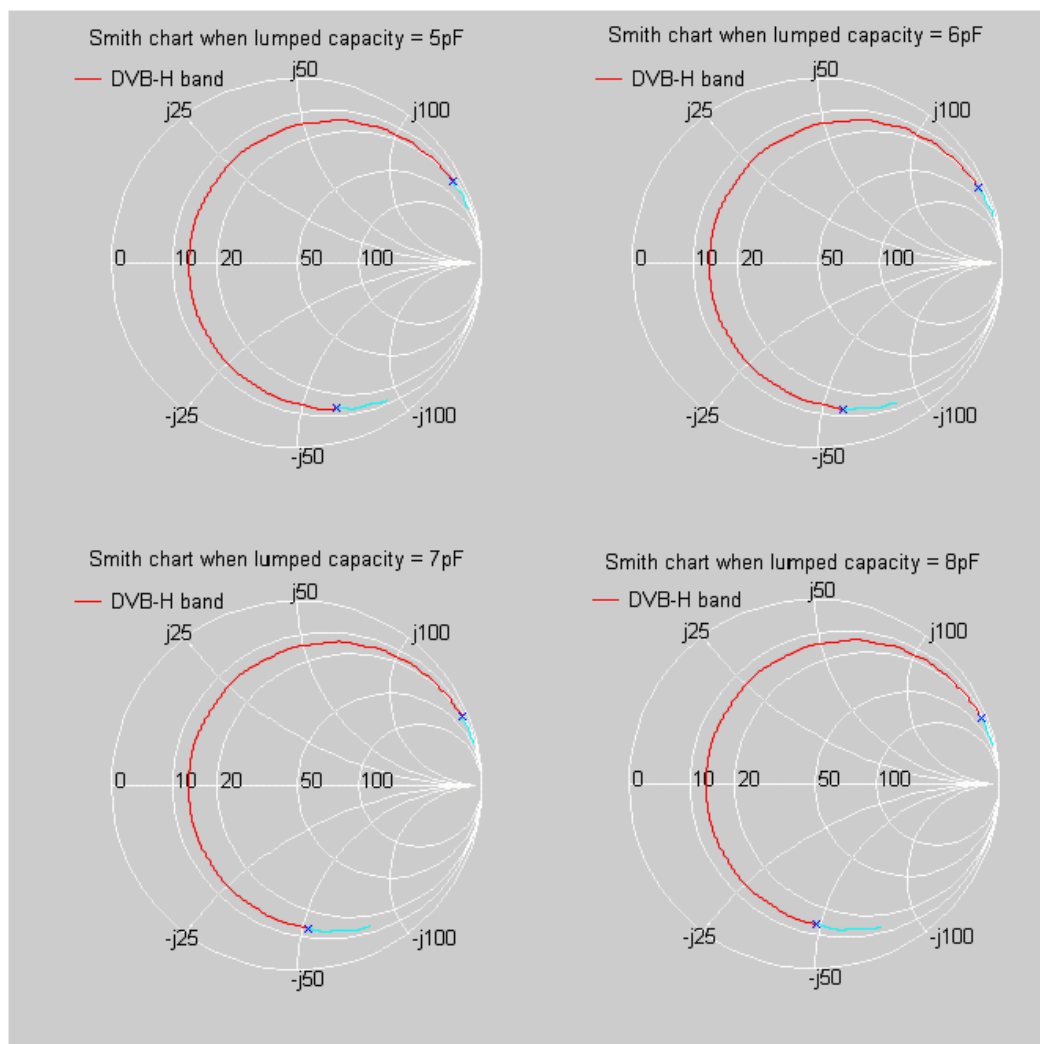 Smith chart when lumped capacity = 5pF
DVB-H band
j50
j25
j100
0
10
20
50
100
-j25
-j100
-j50
Smith chart when lumped capacity = 6pF
DVB-H band
j50
j25
j100
0
10
20
50
100
-j25
-j100
-j50
Smith chart when lumped capacity = 7pF
DVB-H band
j50
j25
j100
0
10
20
50
100
-j25
-j100
-j50
Smith chart when lumped capacity = 8pF
DVB-H band
j50
j25
j100
0
10
20
50
100
-j25
-j100
-j50